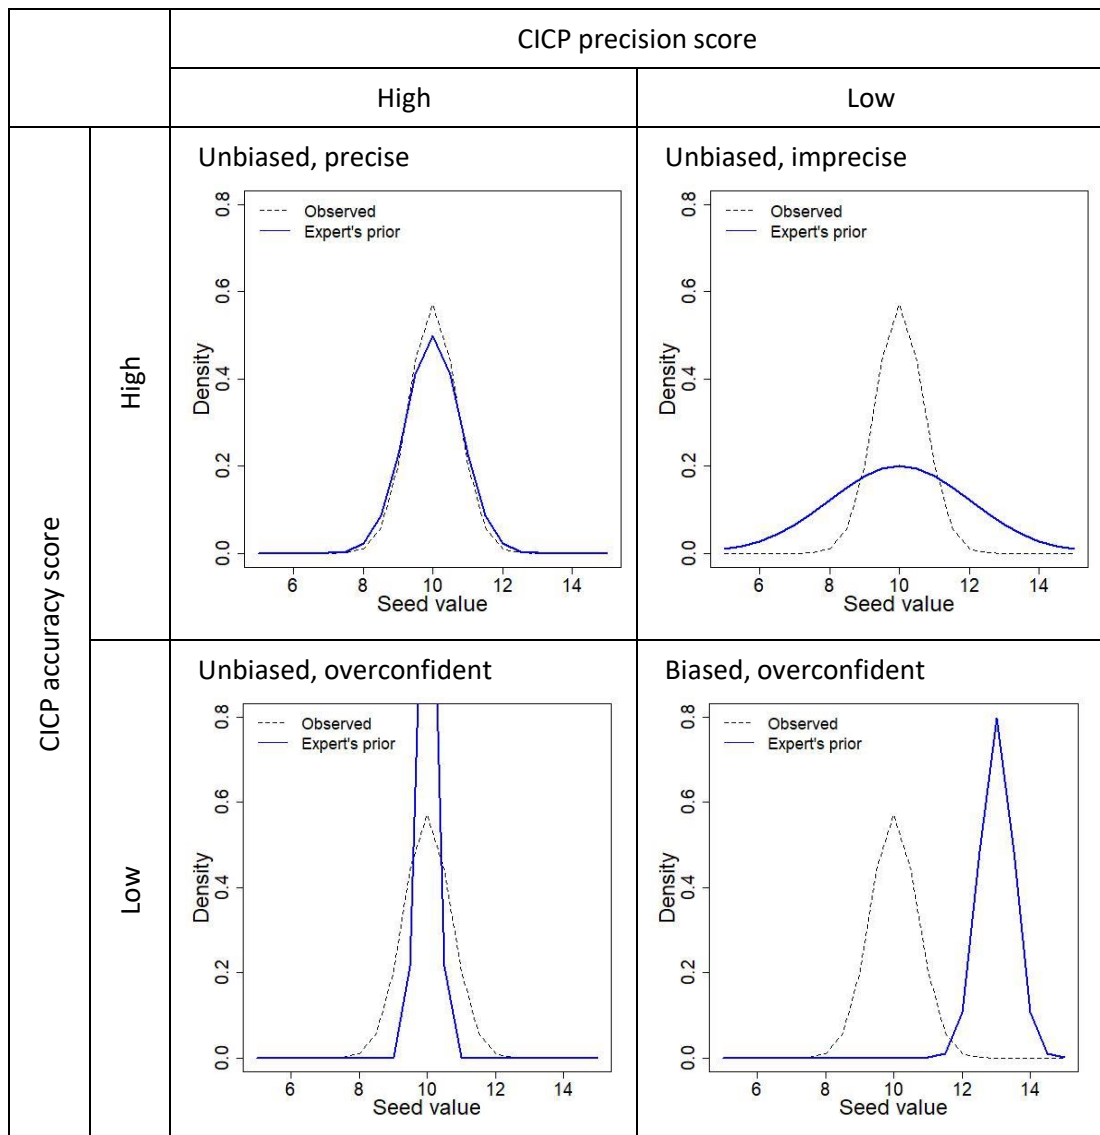 CICP precision score
High
Low
CICP accuracy score
High
Unbiased, precise
0.8
0.6
0.4
0.2
0.0
Density
Observed
Expert's prior
6 8 10 12 14
Seed value
Unbiased, imprecise
0.8
0.6
0.4
0.2
0.0
Density
Observed
Expert's prior
6 8 10 12 14
Seed value
Low
Unbiased, overconfident
0.8
0.6
0.4
0.2
0.0
Density
Observed
Expert's prior
6 8 10 12 14
Seed value
Biased, overconfident
0.8
0.6
0.4
0.2
0.0
Density
Observed
Expert's prior
6 8 10 12 14
Seed value